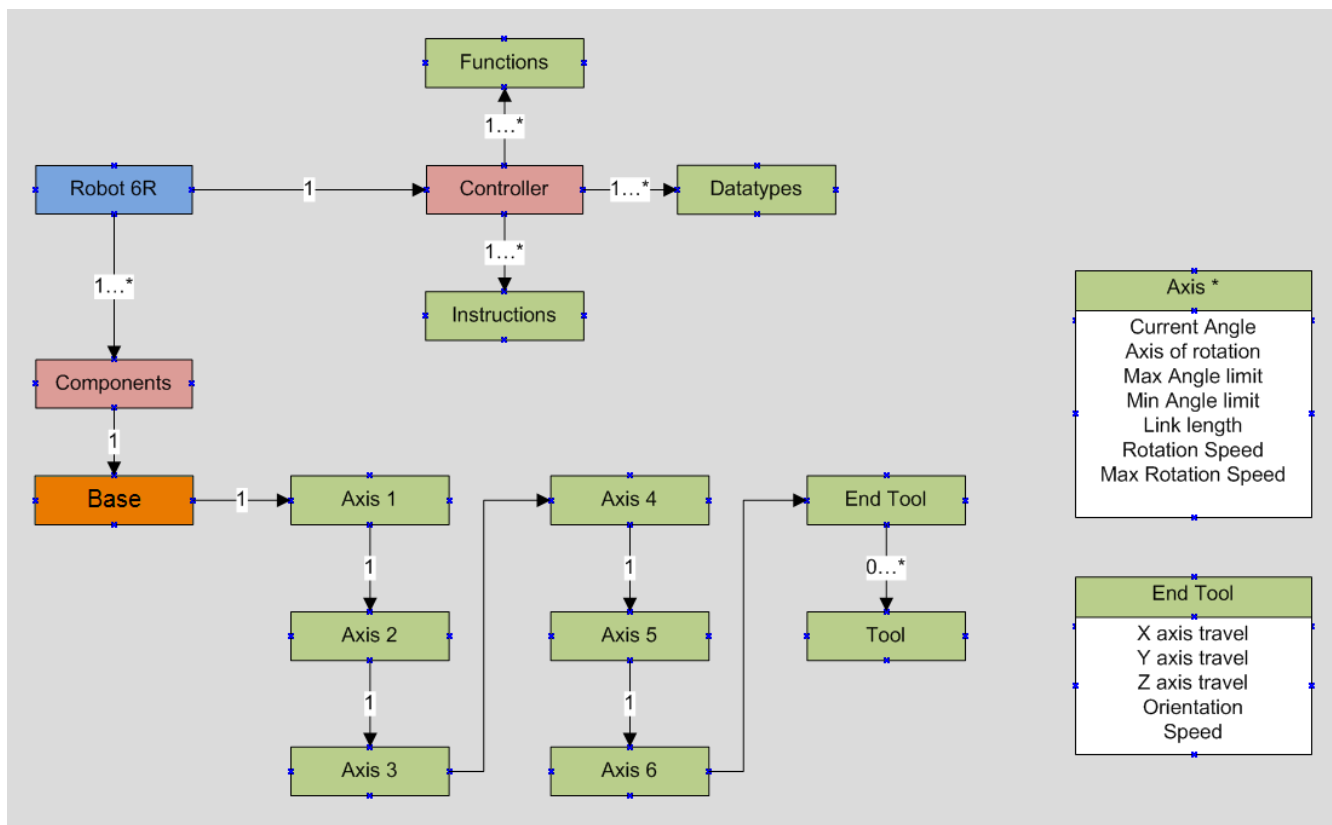 Functions
1...*
Robot 6R
1
Controller
1...*
Datatypes
1...*
1...*
Instructions
Components
1
Base
1
Axis 1
Axis 4
End Tool
1
1
0...*
Axis 2
Axis 5
Tool
1
1
Axis 3
Axis 6
Axis *
Current Angle
Axis of rotation
Max Angle limit
Min Angle limit
Link length
Rotation Speed
Max Rotation Speed
End Tool
X axis travel
Y axis travel
Z axis travel
Orientation
Speed